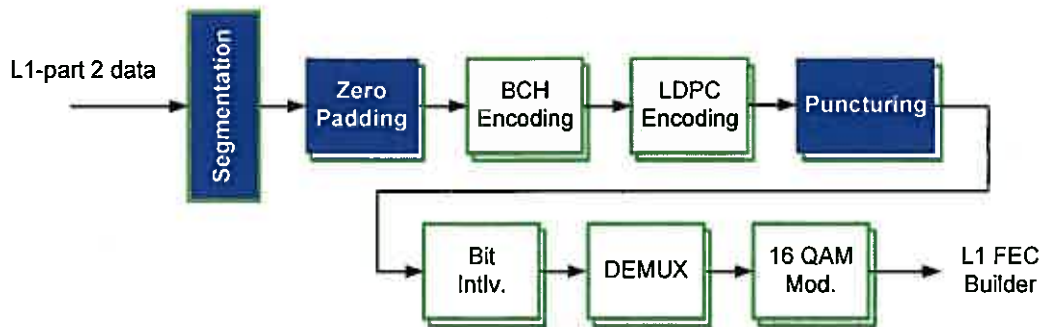 L1-part 2 data
Segmentation
Zero
Padding
BCH
Encoding
LDPC
Encoding
Puncturing
Bit
Intlv.
DEMUX
16 QAM
Mod.
L1 FEC
Builder